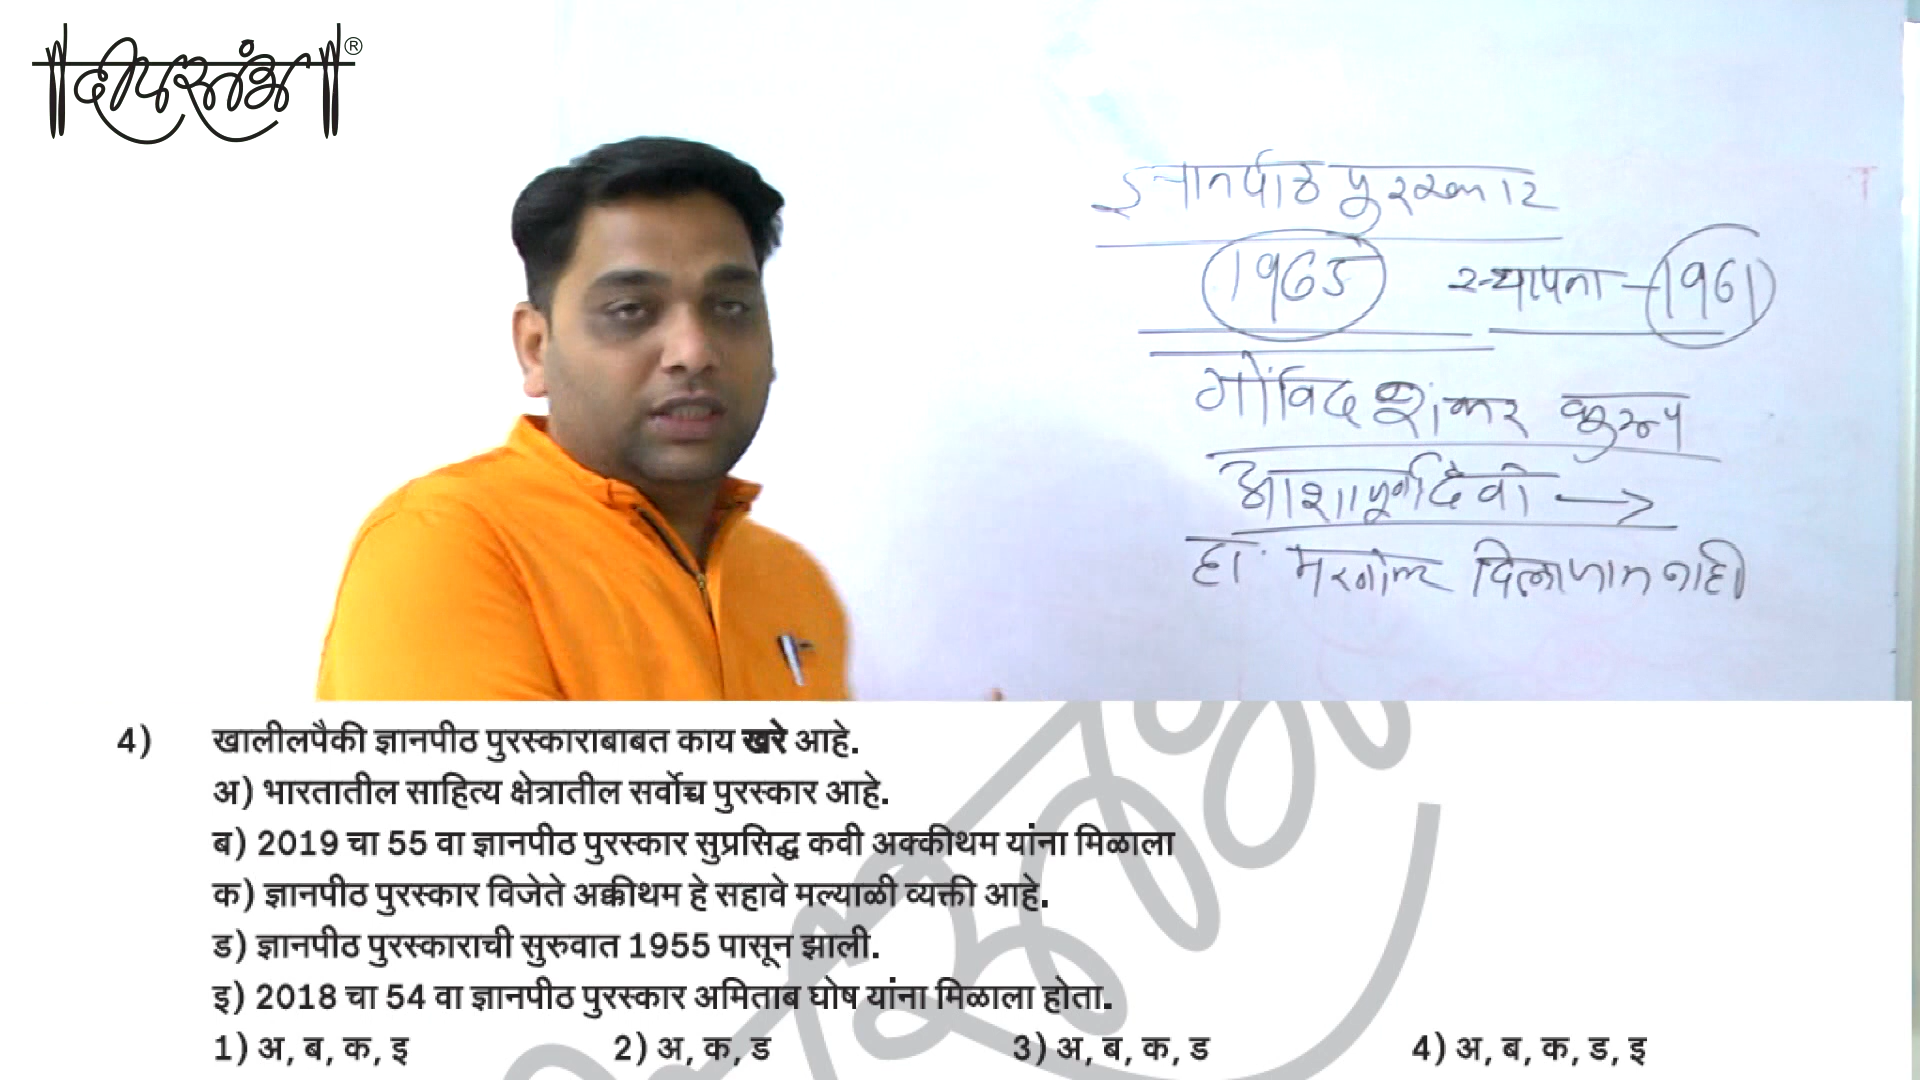 दीपस्तंभ ®
ज्ञानपीठ पुरस्कार
1965 स्थापना - 1961
गोविंद शंकर कुरूप
आशापूर्णादेवी →
हा मरणोत्तर दिला जात नाही
4) खालीलपैकी ज्ञानपीठ पुरस्काराबाबत काय खरे आहे.
अ) भारतातील साहित्य क्षेत्रातील सर्वोच्च पुरस्कार आहे.
ब) 2019 चा 55 वा ज्ञानपीठ पुरस्कार सुप्रसिद्ध कवी अक्कीथम यांना मिळाला
क) ज्ञानपीठ पुरस्कार विजेते अक्कीथम हे सहावे मल्याळी व्यक्ती आहे.
ड) ज्ञानपीठ पुरस्काराची सुरुवात 1955 पासून झाली.
इ) 2018 चा 54 वा ज्ञानपीठ पुरस्कार अमिताब घोष यांना मिळाला होता.
1) अ, ब, क, इ 2) अ, क, ड 3) अ, ब, क, ड 4) अ, ब, क, ड, इ